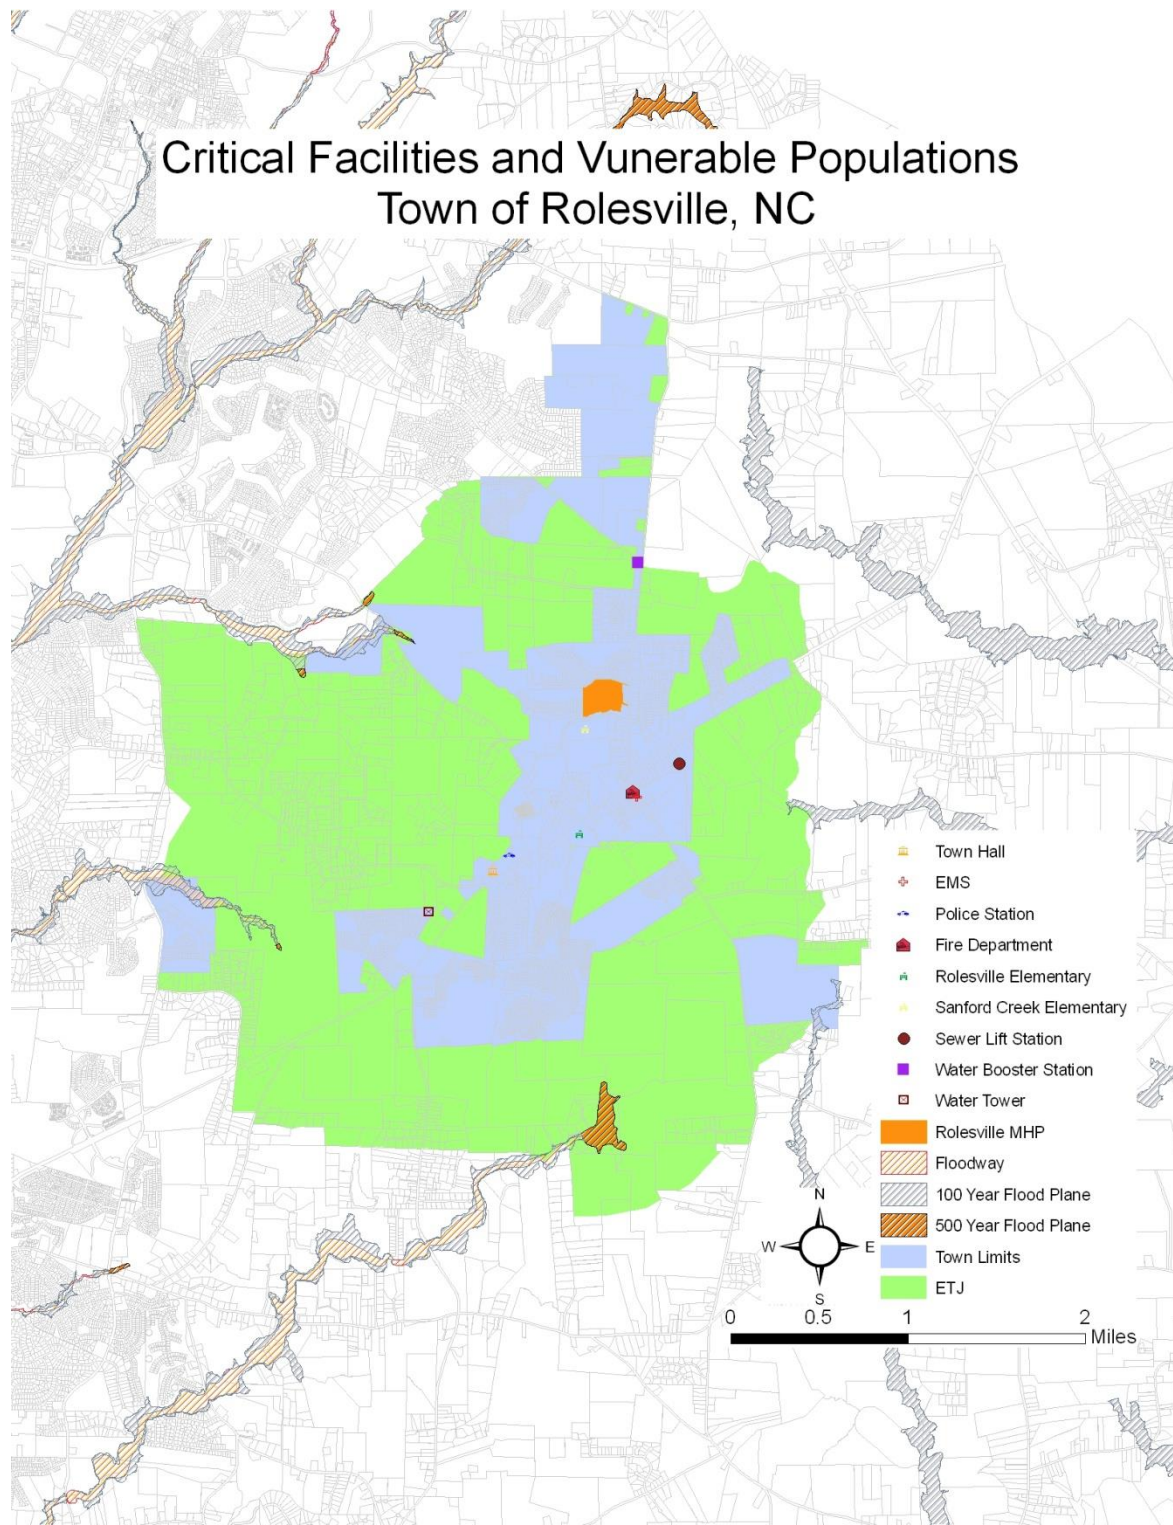 Critical Facilities and Vunerable Populations
Town of Rolesville, NC
Town Hall
EMS
Police Station
Fire Department
Rolesville Elementary
Sanford Creek Elementary
Sewer Lift Station
Water Booster Station
Water Tower
Rolesville MHP
Floodway
100 Year Flood Plane
500 Year Flood Plane
Town Limits
ETJ
N
W E
S
0 0.5 1 2
Miles